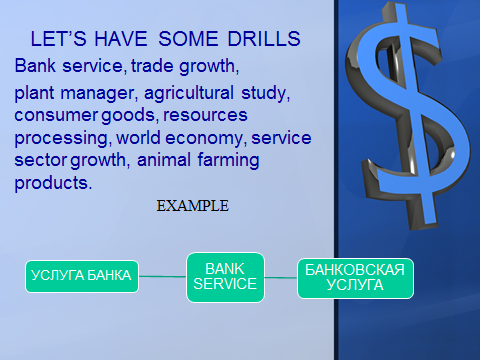 LET'S HAVE SOME DRILLS
Bank service, trade growth,
plant manager, agricultural study,
consumer goods, resources
processing, world economy, service
sector growth, animal farming
products.
EXAMPLE
УСЛУГА БАНКА
BANK
SERVICE
БАНКОВСКАЯ
УСЛУГА